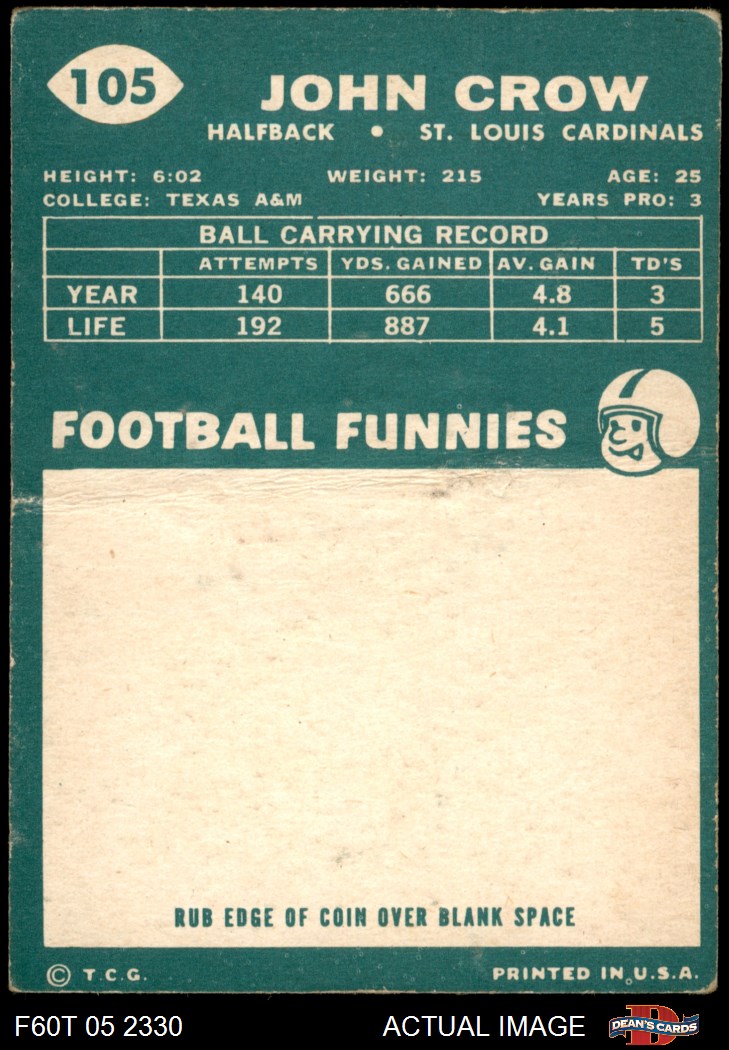 105
JOHN CROW
HALFBACK • ST. LOUIS CARDINALS
HEIGHT: 6:02 WEIGHT: 215 AGE: 25
COLLEGE: TEXAS A&M YEARS PRO: 3
BALL CARRYING RECORD
ATTEMPTS YDS. GAINED AV. GAIN TD'S
YEAR 140 666 4.8 3
LIFE 192 887 4.1 5
FOOTBALL FUNNIES
RUB EDGE OF COIN OVER BLANK SPACE
© T.C.G. PRINTED IN U.S.A.
F60T 05 2330 ACTUAL IMAGE DEAN'S CARDS